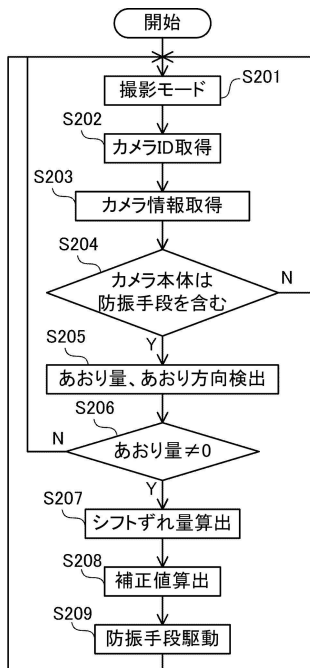 開始
S201
撮影モード
S202
カメラID取得
S203
カメラ情報取得
S204
カメラ本体は
防振手段を含む
N
Y
S205
あおり量、あおり方向検出
S206
あおり量≠0
N
Y
S207
シフトずれ量算出
S208
補正値算出
S209
防振手段駆動